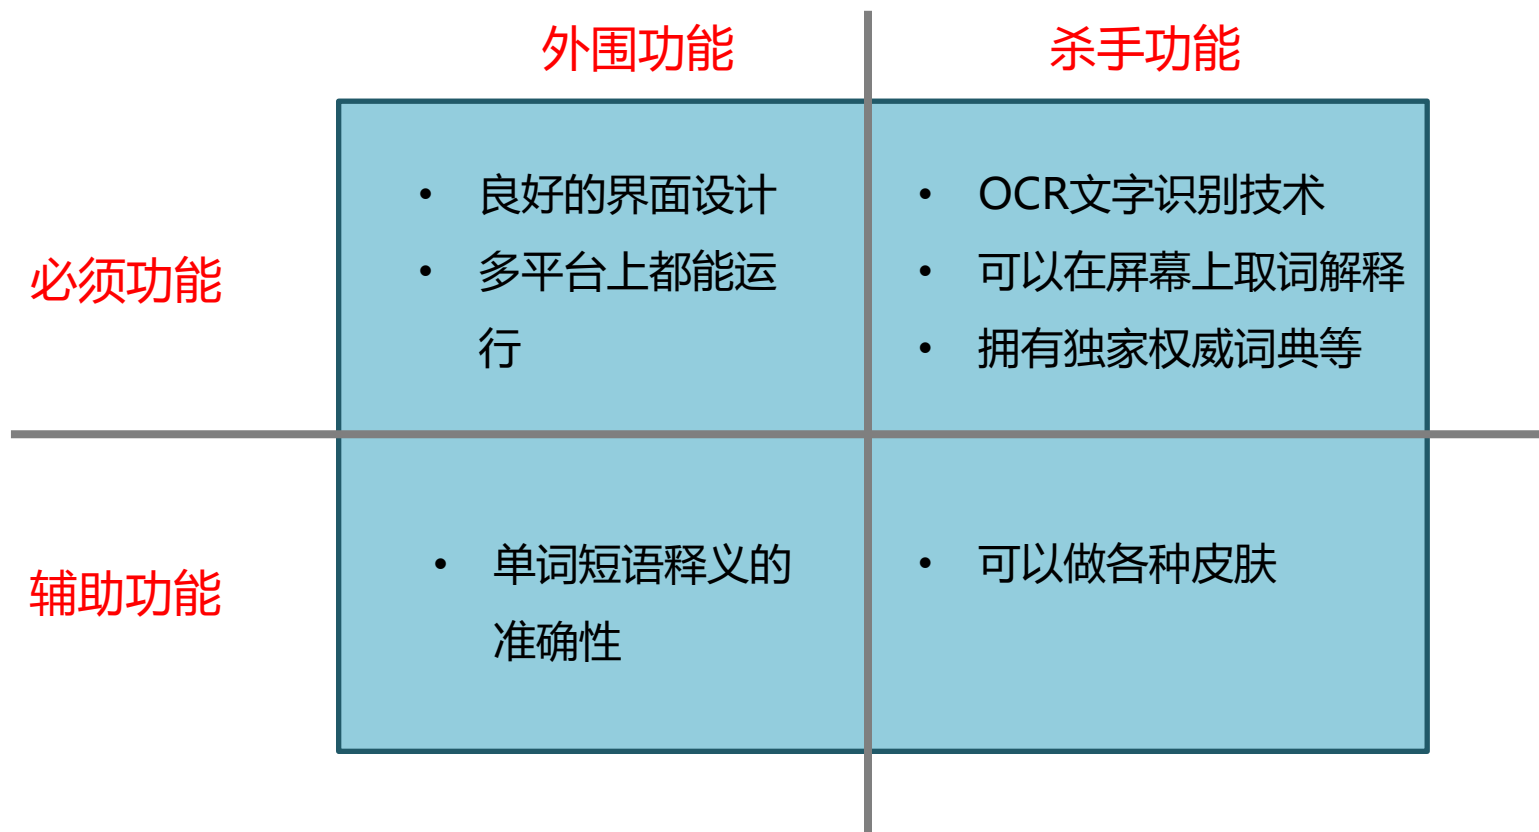 外围功能
杀手功能
必须功能
• 良好的界面设计
• 多平台上都能运
行
• OCR文字识别技术
• 可以在屏幕上取词解释
• 拥有独家权威词典等
辅助功能
• 单词短语释义的
准确性
• 可以做各种皮肤